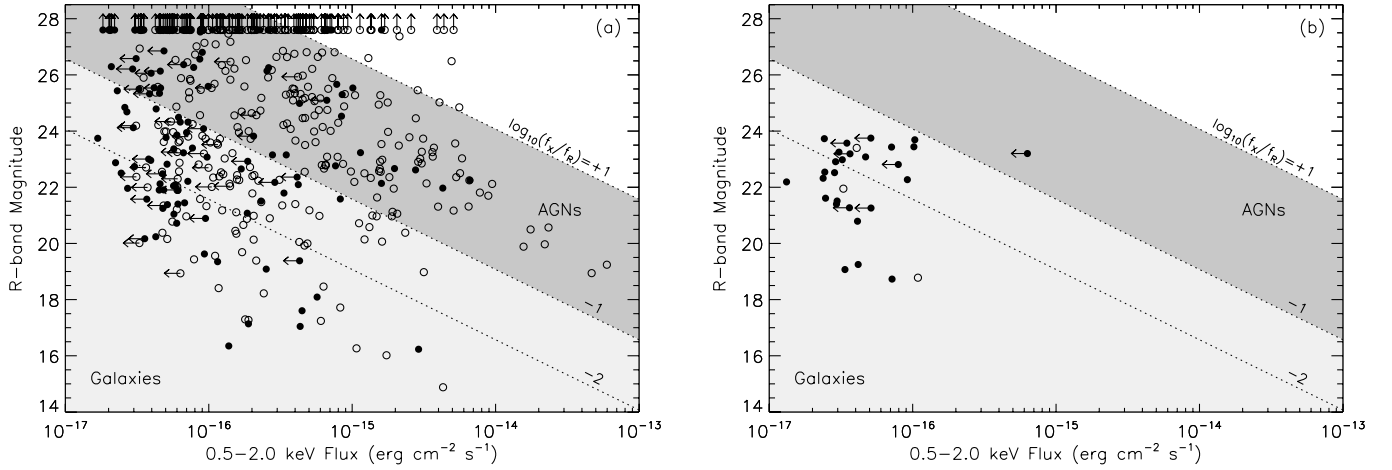 28
26
24
22
20
18
16
14
R-band Magnitude
(a)
log₁₀(fₓ/f_R)=+1
AGNs
-1
-2
Galaxies
10⁻¹⁷
10⁻¹⁶
10⁻¹⁵
10⁻¹⁴
10⁻¹³
0.5-2.0 keV Flux (erg cm⁻² s⁻¹)
28
26
24
22
20
18
16
14
R-band Magnitude
(b)
log₁₀(fₓ/f_R)=+1
AGNs
-1
-2
Galaxies
10⁻¹⁷
10⁻¹⁶
10⁻¹⁵
10⁻¹⁴
10⁻¹³
0.5-2.0 keV Flux (erg cm⁻² s⁻¹)